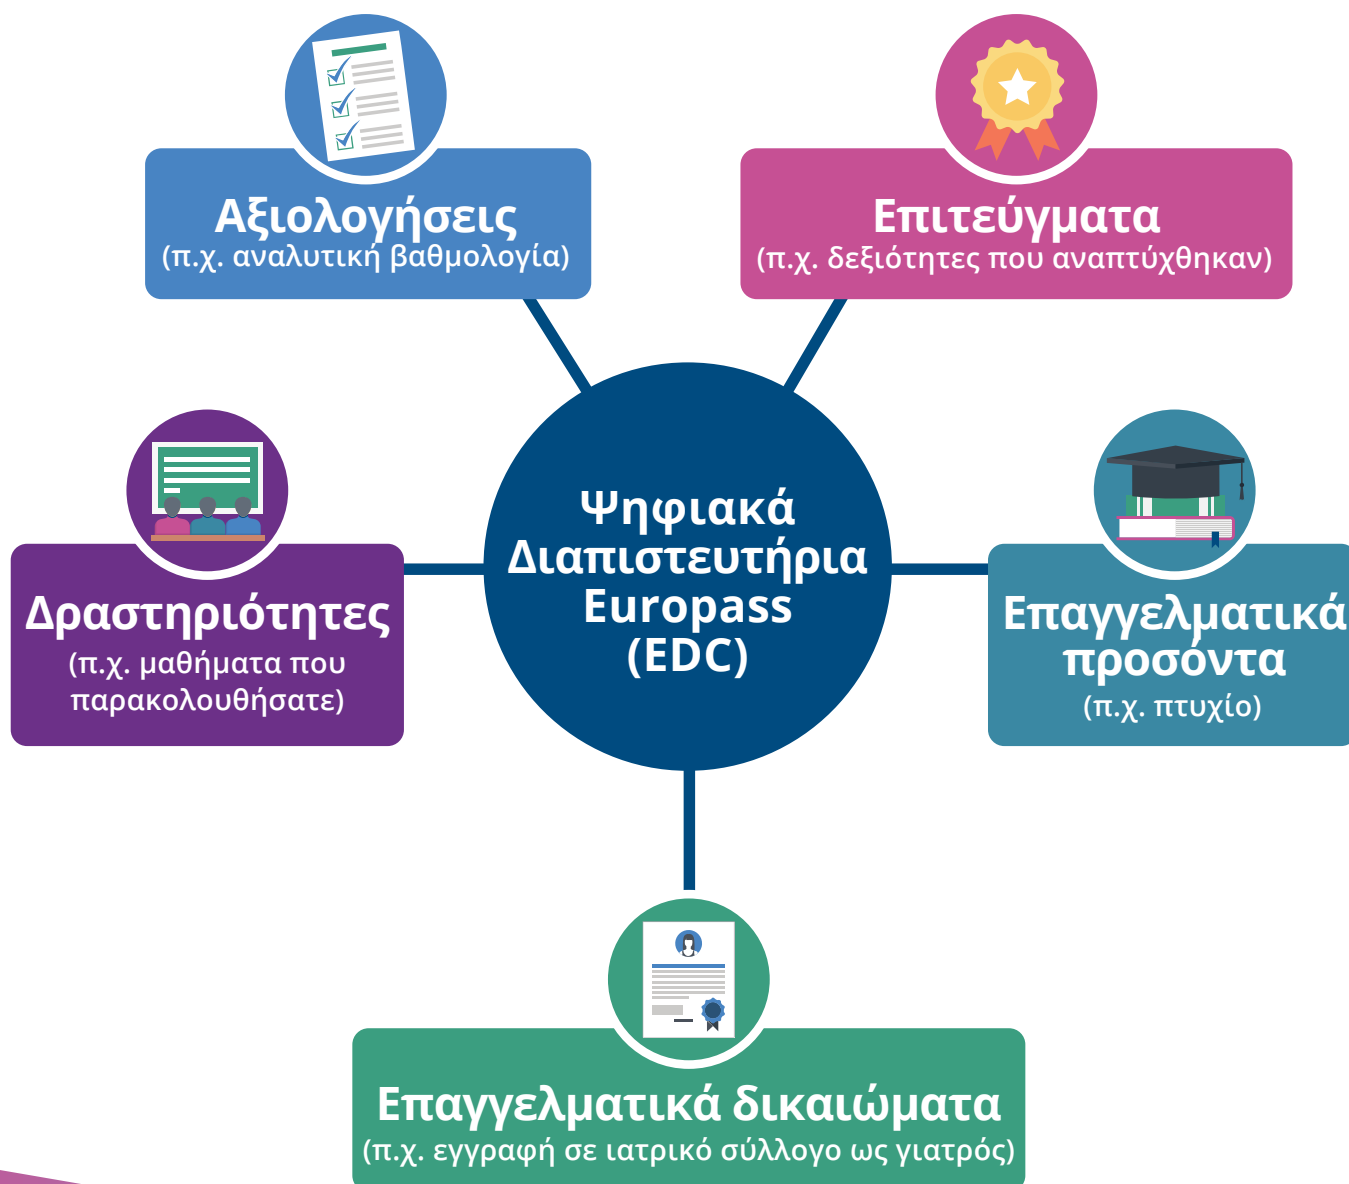 Αξιολογήσεις
(π.χ. αναλυτική βαθμολογία)
Επιτεύγματα
(π.χ. δεξιότητες που αναπτύχθηκαν)
Δραστηριότητες
(π.χ. μαθήματα που
παρακολουθήσατε)
Ψηφιακά
Διαπιστευτήρια
Europass
(EDC)
Επαγγελματικά
προσόντα
(π.χ. πτυχίο)
Επαγγελματικά δικαιώματα
(π.χ. εγγραφή σε ιατρικό σύλλογο ως γιατρός)